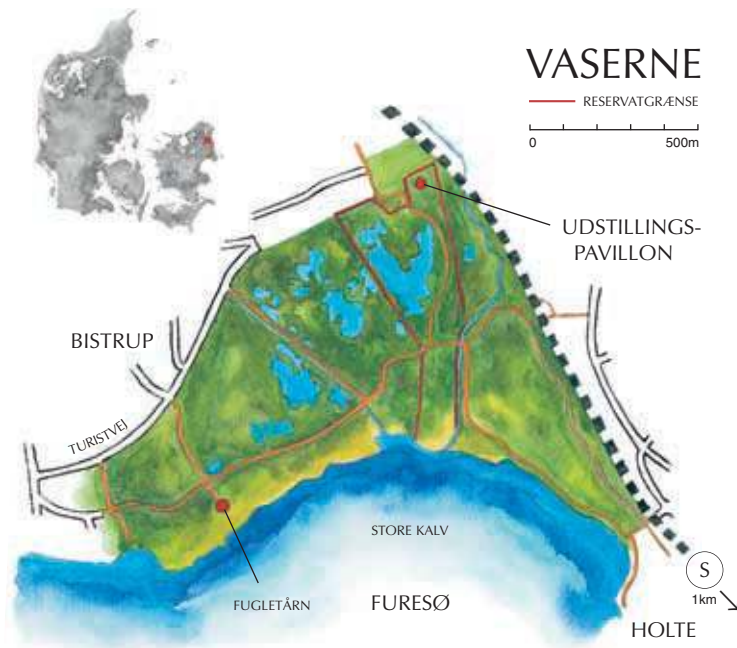 VASERNE
RESERVATGRÆNSE
0 500m
UDSTILLINGS-
PAVILLON
BISTRUP
TURISTVEJ
STORE KALV
FUGLETÅRN
FURESØ
S
1km
HOLTE